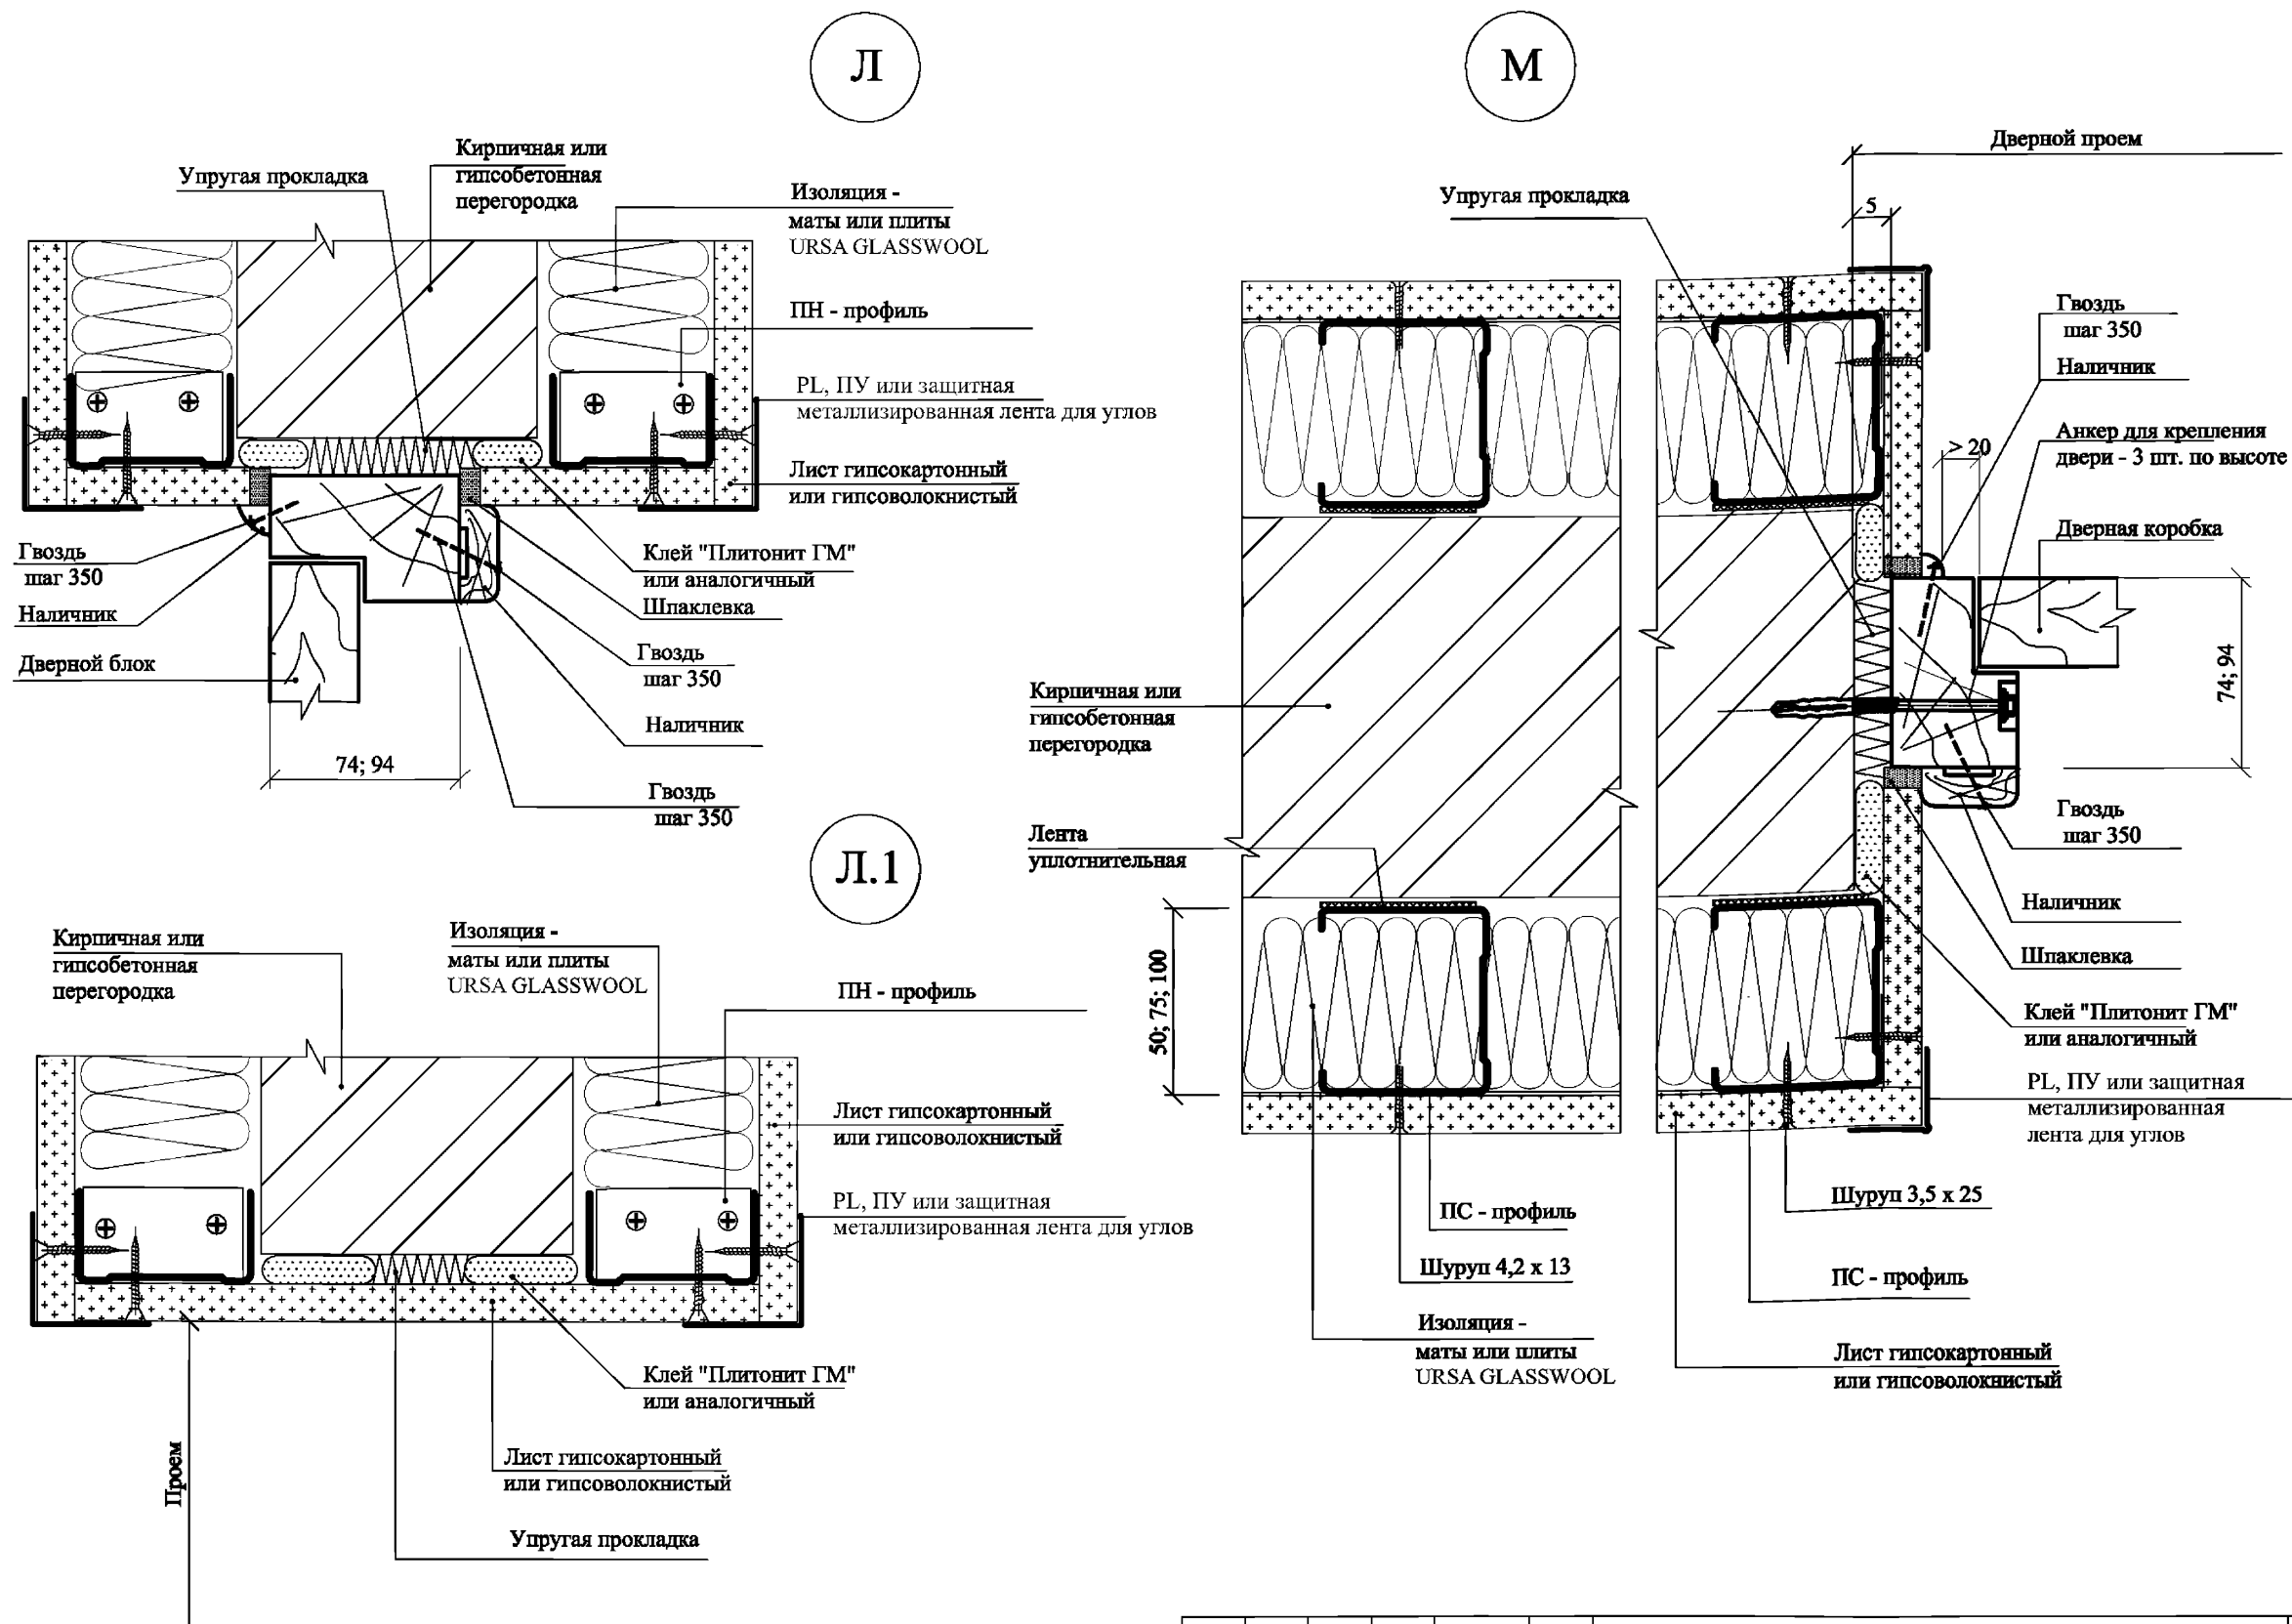 Л
Упругая прокладка
Кирпичная или
гипсобетонная
перегородка
Изоляция -
маты или плиты
URSA GLASSWOOL
ПН - профиль
PL, ПУ или защитная
металлизированная лента для углов
Лист гипсокартонный
или гипсоволокнистый
Клей "Плитонит ГМ"
или аналогичный
Шпаклевка
Гвоздь
шаг 350
Наличник
Гвоздь
шаг 350
Гвоздь
шаг 350
Наличник
Дверной блок
74; 94
Л.1
Кирпичная или
гипсобетонная
перегородка
Изоляция -
маты или плиты
URSA GLASSWOOL
ПН - профиль
Лист гипсокартонный
или гипсоволокнистый
PL, ПУ или защитная
металлизированная лента для углов
Клей "Плитонит ГМ"
или аналогичный
Лист гипсокартонный
или гипсоволокнистый
Упругая прокладка
Проем
М
Дверной проем
Упругая прокладка
5
Гвоздь
шаг 350
Наличник
> 20
Анкер для крепления
двери - 3 шт. по высоте
Дверная коробка
74; 94
Кирпичная или
гипсобетонная
перегородка
Гвоздь
шаг 350
Лента
уплотнительная
Наличник
Шпаклевка
50; 75; 100
Клей "Плитонит ГМ"
или аналогичный
PL, ПУ или защитная
металлизированная
лента для углов
ПС - профиль
Шуруп 3,5 х 25
Шуруп 4,2 х 13
ПС - профиль
Изоляция -
маты или плиты
URSA GLASSWOOL
Лист гипсокартонный
или гипсоволокнистый